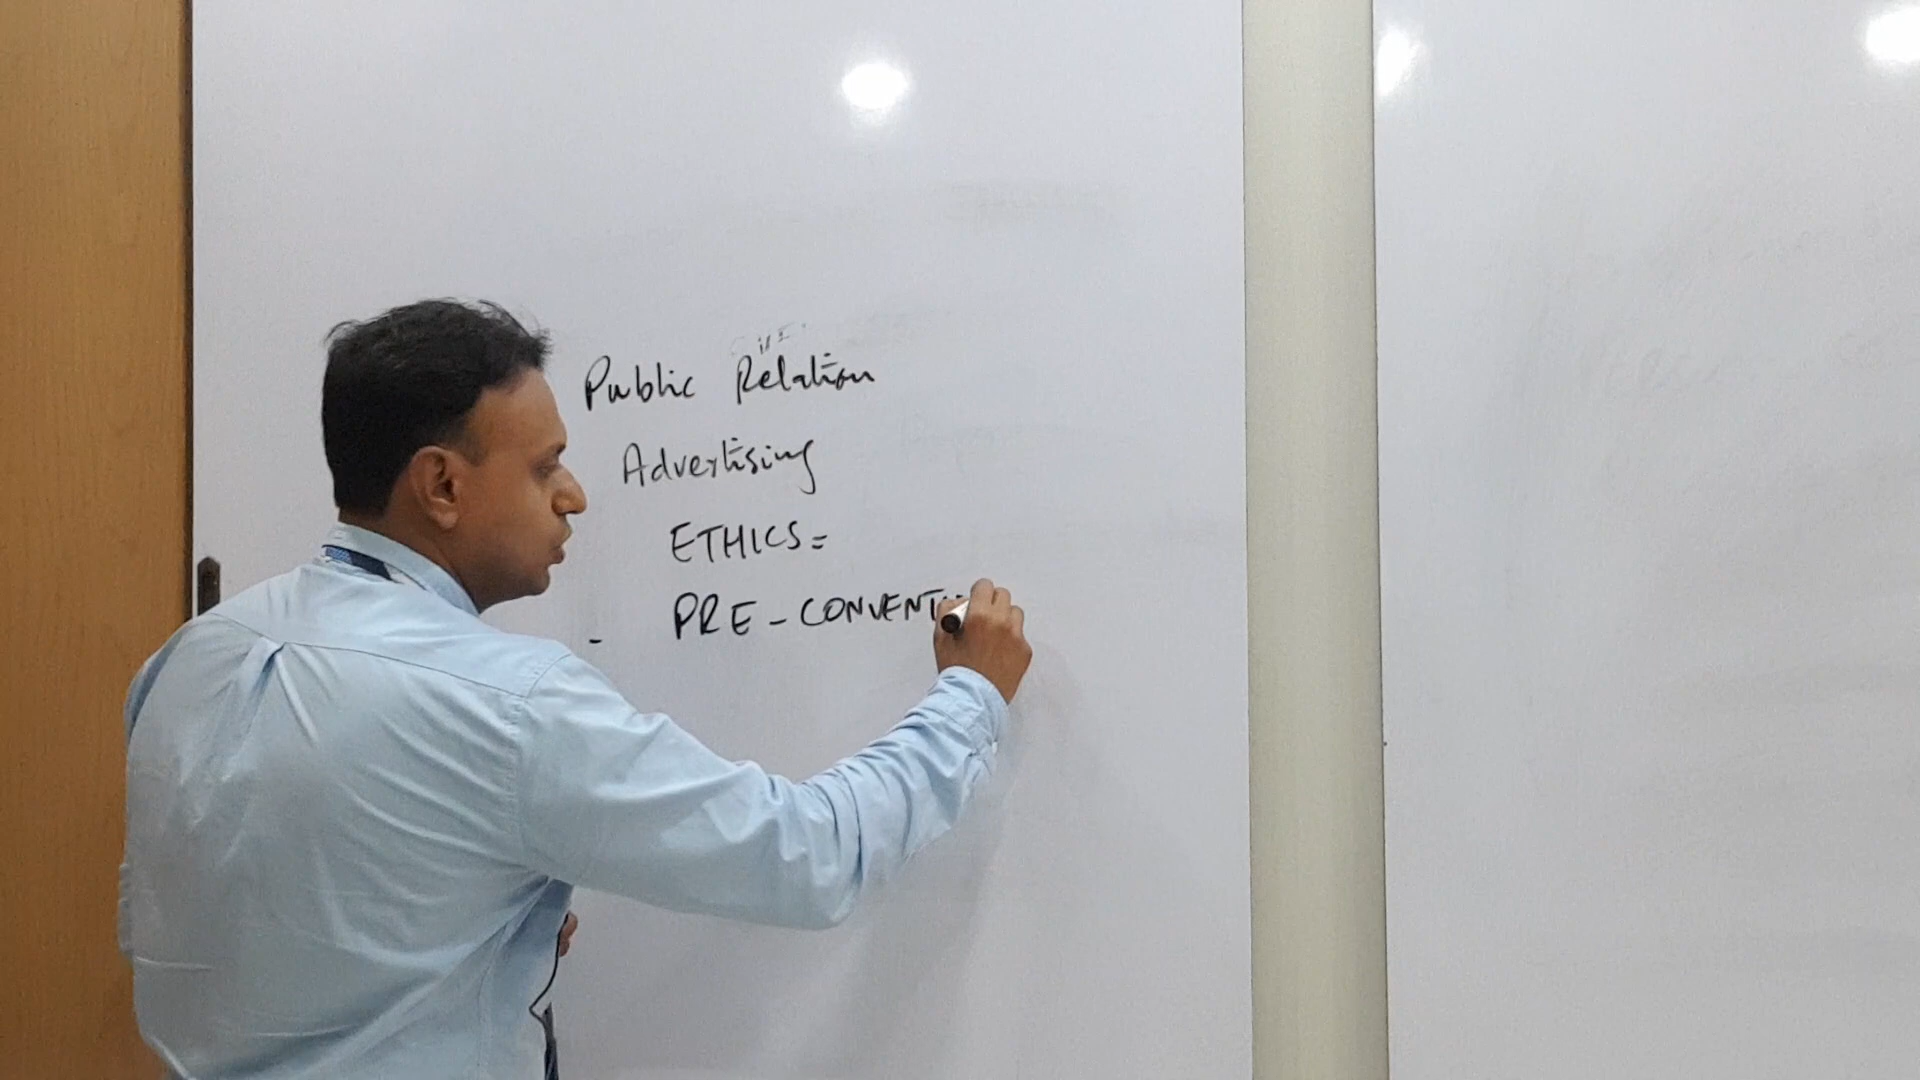 Public Relation
Advertising
ETHICS =
- PRE - CONVENT